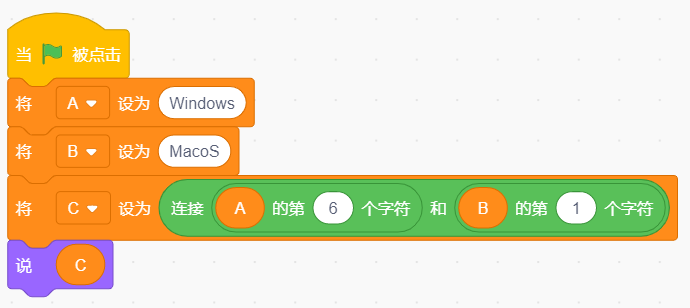 当 被点击
将 A 设为 Windows
将 B 设为 MacoS
将 C 设为 连接 A 的第 6 个字符 和 B 的第 1 个字符
说 C